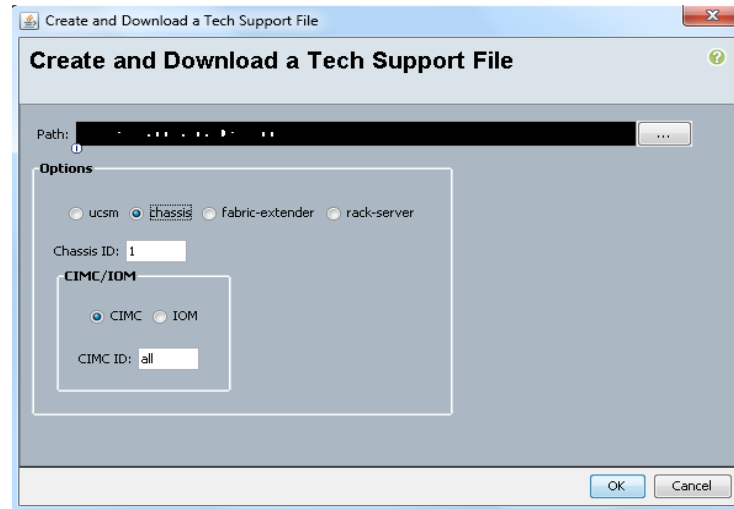 Create and Download a Tech Support File
Create and Download a Tech Support File
Path:
...
Options
ucsm chassis fabric-extender rack-server
Chassis ID: 1
CIMC/IOM
CIMC IOM
CIMC ID: all
OK Cancel